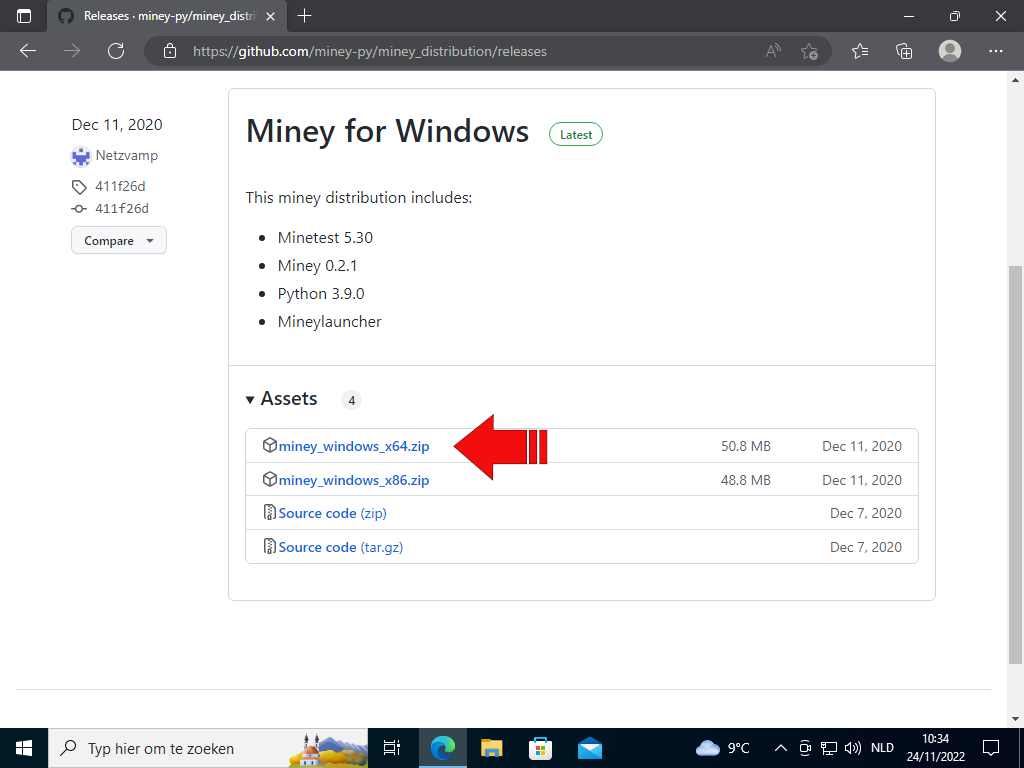 Releases · miney-py/miney_distri
https://github.com/miney-py/miney_distribution/releases
Dec 11, 2020
Netzvamp
411f26d
411f26d
Compare
Miney for Windows Latest
This miney distribution includes:
Minetest 5.30
Miney 0.2.1
Python 3.9.0
Mineylauncher
Assets 4
miney_windows_x64.zip 50.8 MB Dec 11, 2020
miney_windows_x86.zip 48.8 MB Dec 11, 2020
Source code (zip) Dec 7, 2020
Source code (tar.gz) Dec 7, 2020
Typ hier om te zoeken
9°C
NLD
10:34
24/11/2022